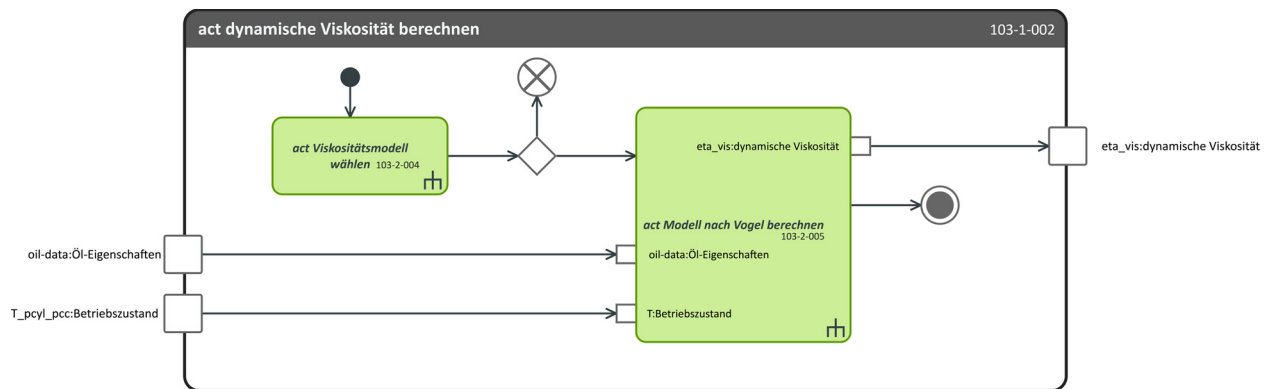 act dynamische Viskosität berechnen
103-1-002
act Viskositätsmodell
wählen 103-2-004
eta_vis:dynamische Viskosität
eta_vis:dynamische Viskosität
act Modell nach Vogel berechnen
103-2-005
oil-data:Öl-Eigenschaften
oil-data:Öl-Eigenschaften
T_pcyl_pcc:Betriebszustand
T:Betriebszustand